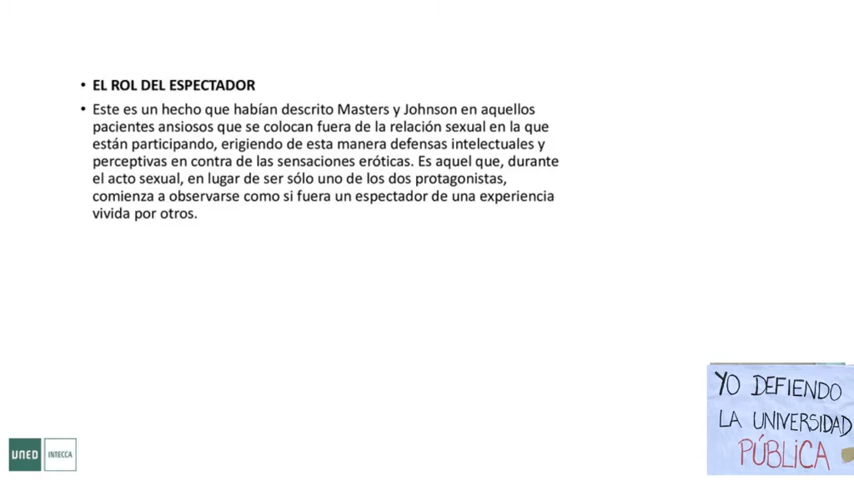 • EL ROL DEL ESPECTADOR
• Este es un hecho que habían descrito Masters y Johnson en aquellos
pacientes ansiosos que se colocan fuera de la relación sexual en la que
están participando, erigiendo de esta manera defensas intelectuales y
perceptivas en contra de las sensaciones eróticas. Es aquel que, durante
el acto sexual, en lugar de ser sólo uno de los dos protagonistas,
comienza a observarse como si fuera un espectador de una experiencia
vivida por otros.
YO DEFIENDO
LA UNIVERSIDAD
PÚBLICA
UNED INTECCA